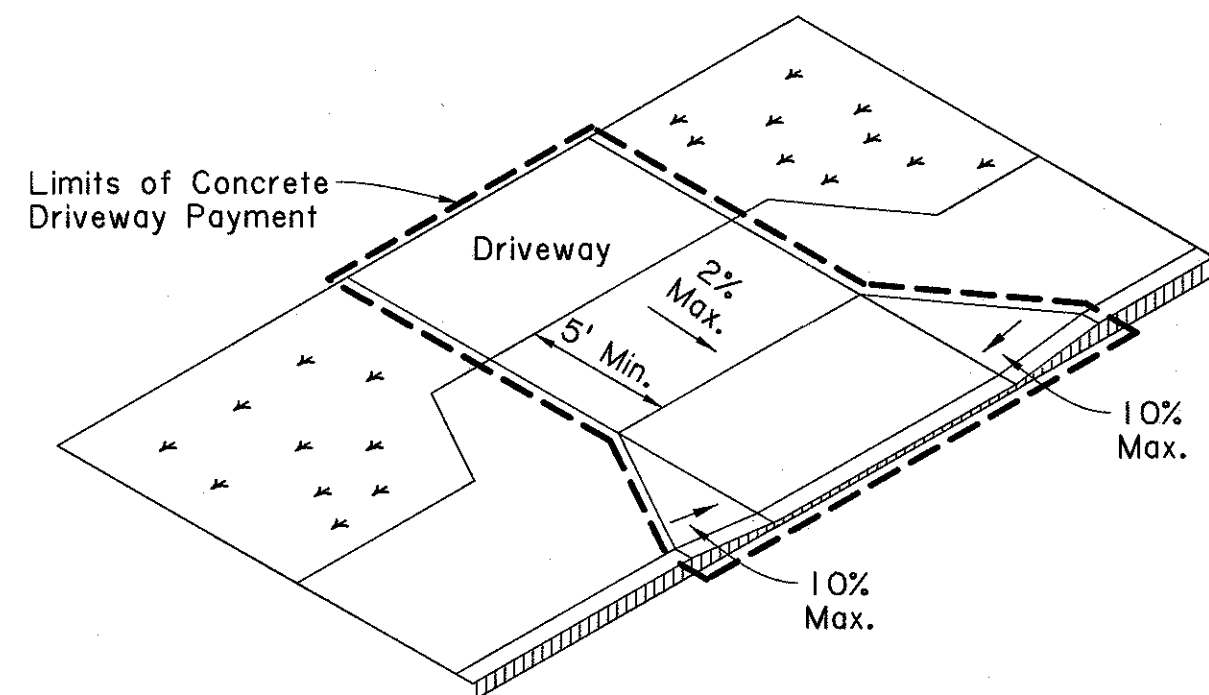 Limits of Concrete
Driveway Payment
Driveway
2%
Max.
5' Min.
10%
Max.
10%
Max.